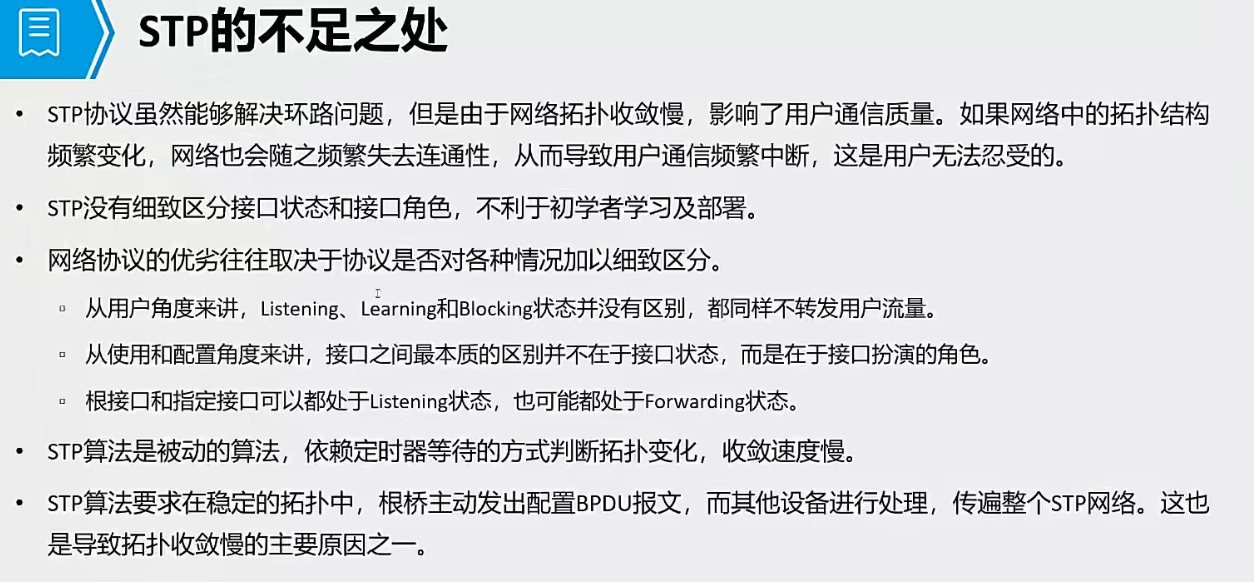 STP的不足之处
• STP协议虽然能够解决环路问题，但是由于网络拓扑收敛慢，影响了用户通信质量。如果网络中的拓扑结构
频繁变化，网络也会随之频繁失去连通性，从而导致用户通信频繁中断，这是用户无法忍受的。
• STP没有细致区分接口状态和接口角色，不利于初学者学习及部署。
• 网络协议的优劣往往取决于协议是否对各种情况加以细致区分。
▫ 从用户角度来讲，Listening、Learning和Blocking状态并没有区别，都同样不转发用户流量。
▫ 从使用和配置角度来讲，接口之间最本质的区别并不在于接口状态，而是在于接口扮演的角色。
▫ 根接口和指定接口可以都处于Listening状态，也可能都处于Forwarding状态。
• STP算法是被动的算法，依赖定时器等待的方式判断拓扑变化，收敛速度慢。
• STP算法要求在稳定的拓扑中，根桥主动发出配置BPDU报文，而其他设备进行处理，传遍整个STP网络。这也
是导致拓扑收敛慢的主要原因之一。